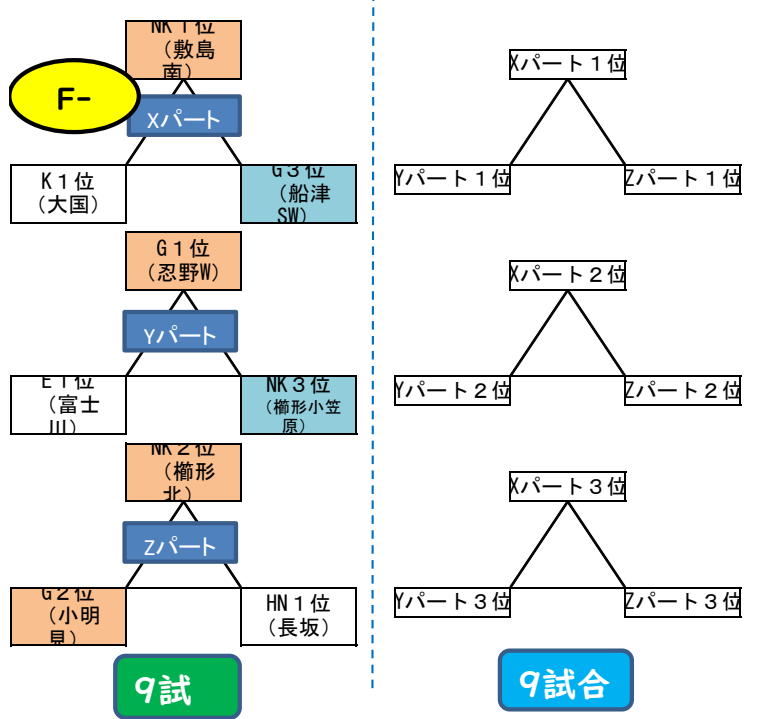 NK１位
（敷島
南）
F-
Xパート
K１位
（大国）
G３位
（船津
SW）
G１位
（忍野W）
Yパート
E１位
（富士
川）
NK３位
（櫛形小笠
原）
NK２位
（櫛形
北）
Zパート
G２位
（小明
見）
HN１位
（長坂）
9試
Xパート１位
Yパート１位
Zパート１位
Xパート２位
Yパート２位
Zパート２位
Xパート３位
Yパート３位
Zパート３位
9試合